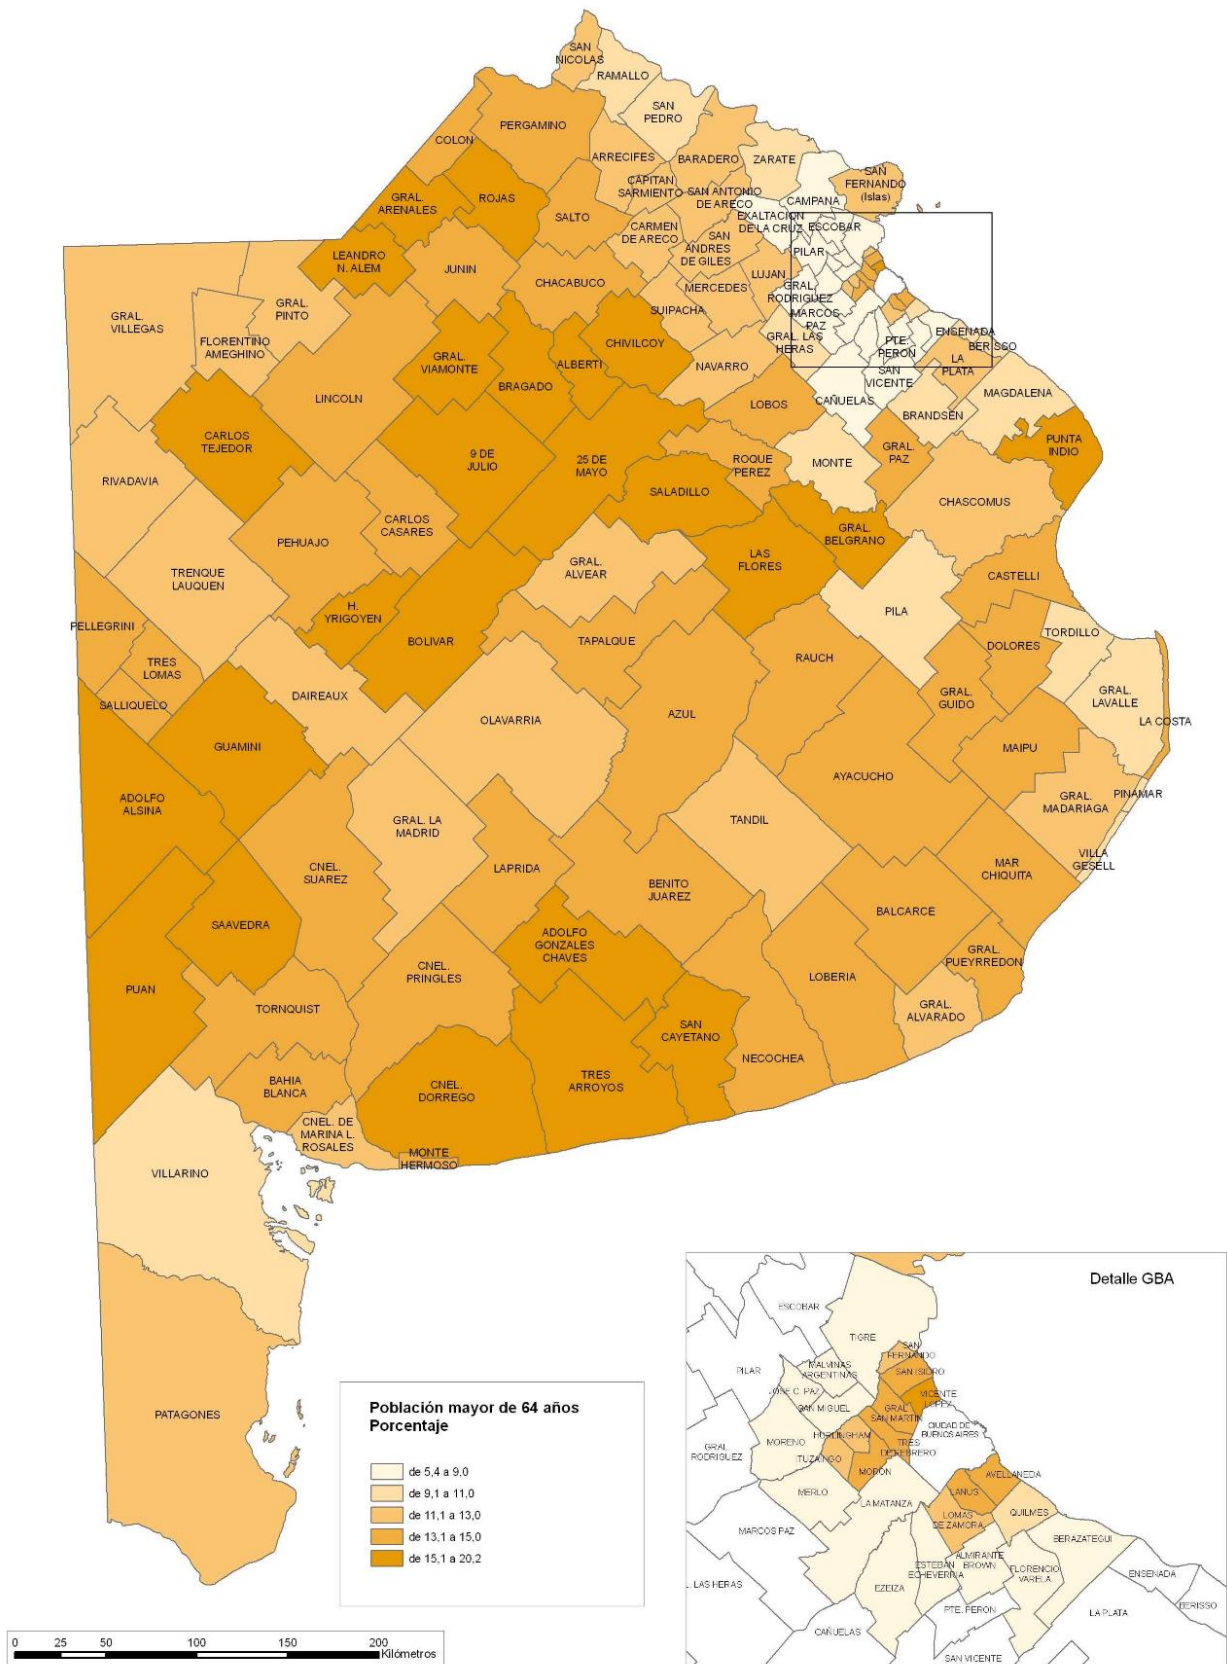 SAN
NICOLAS
RAMALLO
SAN
PEDRO
COLON
PERGAMINO
ARRECIFES
BARADERO
ZARATE
CAPITAN
SARMIENTO
SAN ANTONIO
DE ARECO
CAMPANA
SAN
FERNANDO
(Islas)
GRAL.
ARENALES
ROJAS
SALTO
CARMEN
DE ARECO
SAN
ANDRES
DE GILES
EXALTACION
DE LA CRUZ
ESCOBAR
PILAR
LEANDRO
N. ALEM
JUNIN
CHACABUCO
MERCEDES
LUJAN
GRAL.
RODRIGUEZ
SUIPACHA
MARCOS
PAZ
GRAL. LAS
HERAS
GRAL.
VILLEGAS
GRAL.
PINTO
FLORENTINO
AMEGHINO
LINCOLN
GRAL.
VIAMONTE
BRAGADO
ALBERTI
CHIVILCOY
NAVARRO
PTE.
PERON
ENSENADA
BERISSO
LA
PLATA
SAN
VICENTE
CAÑUELAS
LOBOS
BRANDSEN
MAGDALENA
CARLOS
TEJEDOR
9 DE
JULIO
25 DE
MAYO
ROQUE
PEREZ
MONTE
GRAL.
PAZ
PUNTA
INDIO
RIVADAVIA
PEHUAJO
CARLOS
CASARES
SALADILLO
CHASCOMUS
TRENQUE
LAUQUEN
GRAL.
ALVEAR
LAS
FLORES
GRAL.
BELGRANO
CASTELLI
H.
YRIGOYEN
BOLIVAR
PILA
PELLEGRINI
TRES
LOMAS
TAPALQUE
RAUCH
DOLORES
TORDILLO
SALLIQUELO
DAIREAUX
OLAVARRIA
AZUL
GRAL.
GUIDO
GRAL.
LAVALLE
LA COSTA
GUAMINI
AYACUCHO
MAIPU
ADOLFO
ALSINA
GRAL. LA
MADRID
TANDIL
GRAL.
MADARIAGA
PINAMAR
VILLA
GESELL
CNEL.
SUAREZ
LAPRIDA
BENITO
JUAREZ
MAR
CHIQUITA
SAAVEDRA
ADOLFO
GONZALES
CHAVES
BALCARCE
GRAL.
PUEYRREDON
PUAN
CNEL.
PRINGLES
LOBERIA
TORNQUIST
GRAL.
ALVARADO
SAN
CAYETANO
NECOCHEA
BAHIA
BLANCA
CNEL.
DORREGO
TRES
ARROYOS
CNEL. DE
MARINA L.
ROSALES
MONTE
HERMOSO
VILLARINO
PATAGONES
Población mayor de 64 años
Porcentaje
de 5,4 a 9,0
de 9,1 a 11,0
de 11,1 a 13,0
de 13,1 a 15,0
de 15,1 a 20,2
0 25 50 100 150 200
Kilómetros
Detalle GBA
ESCOBAR
TIGRE
SAN
FERNANDO
PILAR
MALVINAS
ARGENTINAS
SAN ISIDRO
JOSE C. PAZ
SAN MIGUEL
VICENTE
LOPEZ
GRAL.
SAN MARTIN
CIUDAD DE
BUENOS AIRES
GRAL.
RODRIGUEZ
MORENO
HURLINGHAM
TRES
DE FEBRERO
ITUZAINGO
MORON
AVELLANEDA
MERLO
LA MATANZA
LANUS
QUILMES
LOMAS
DE ZAMORA
MARCOS PAZ
BERAZATEGUI
ALMIRANTE
BROWN
ESTEBAN
ECHEVERRIA
FLORENCIO
VARELA
ENSENADA
. LAS HERAS
EZEIZA
BERISSO
PTE. PERON
LA PLATA
CAÑUELAS
SAN VICENTE